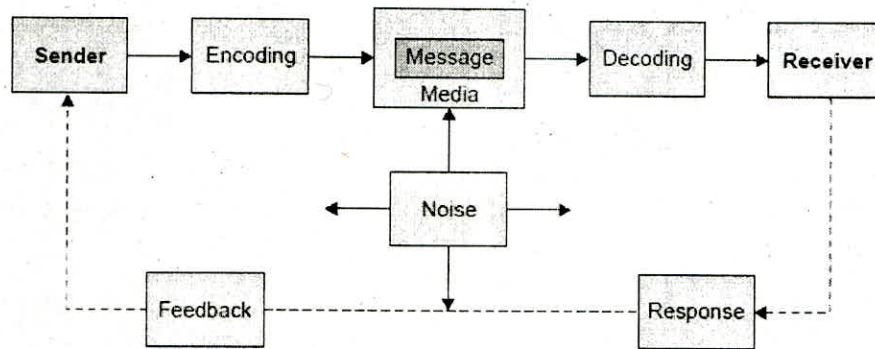 Sender
Encoding
Message
Media
Decoding
Receiver
Noise
Feedback
Response